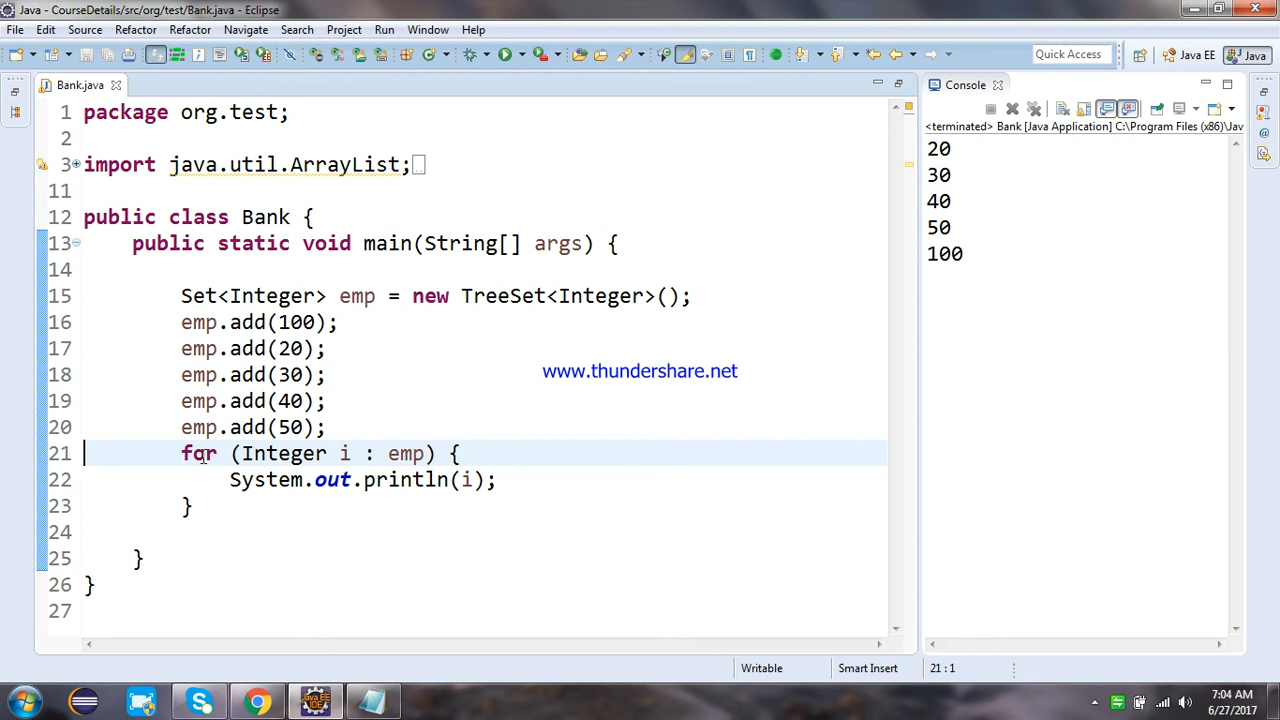 Java - CourseDetails/src/org/test/Bank.java - Eclipse
File Edit Source Refactor Refactor Navigate Search Project Run Window Help
Quick Access
Java EE
Java
Bank.java
1 package org.test;
2
3 import java.util.ArrayList;
11
12 public class Bank {
13 public static void main(String[] args) {
14
15 Set<Integer> emp = new TreeSet<Integer>();
16 emp.add(100);
17 emp.add(20);
18 emp.add(30);
19 emp.add(40);
20 emp.add(50);
21 for (Integer i : emp) {
22 System.out.println(i);
23 }
24
25 }
26 }
27
www.thundershare.net
Console
<terminated> Bank [Java Application] C:\Program Files (x86)\Jav
20
30
40
50
100
Writable
Smart Insert
21 : 1
7:04 AM
6/27/2017